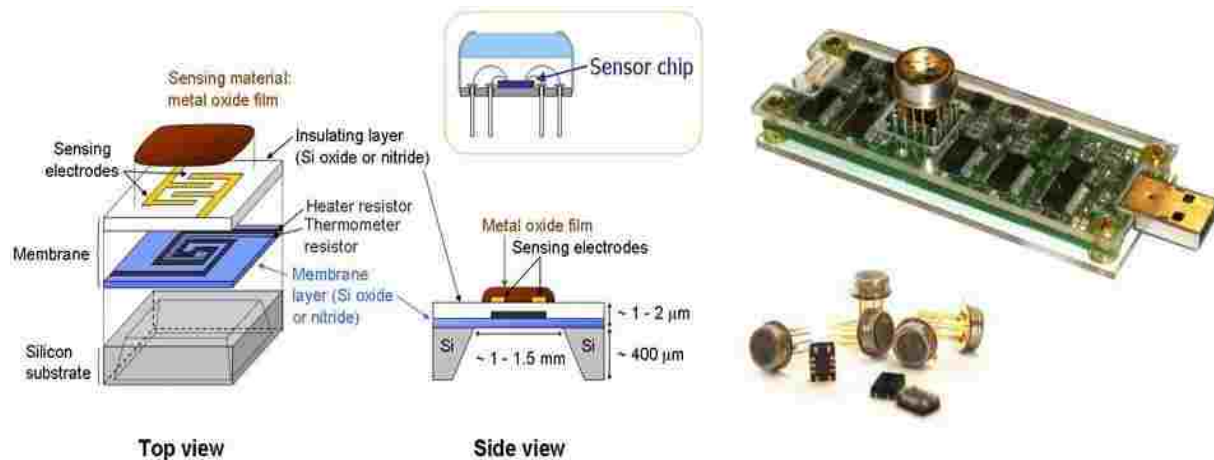 Sensing material:
metal oxide film
Sensing
electrodes
Insulating layer
(Si oxide or nitride)
Heater resistor
Thermometer
resistor
Membrane
Membrane
layer (Si oxide
or nitride)
Silicon
substrate
Top view
Sensor chip
Metal oxide film
Sensing electrodes
~ 1 - 2 μm
Si
Si
~ 1 - 1.5 mm
~ 400 μm
Side view